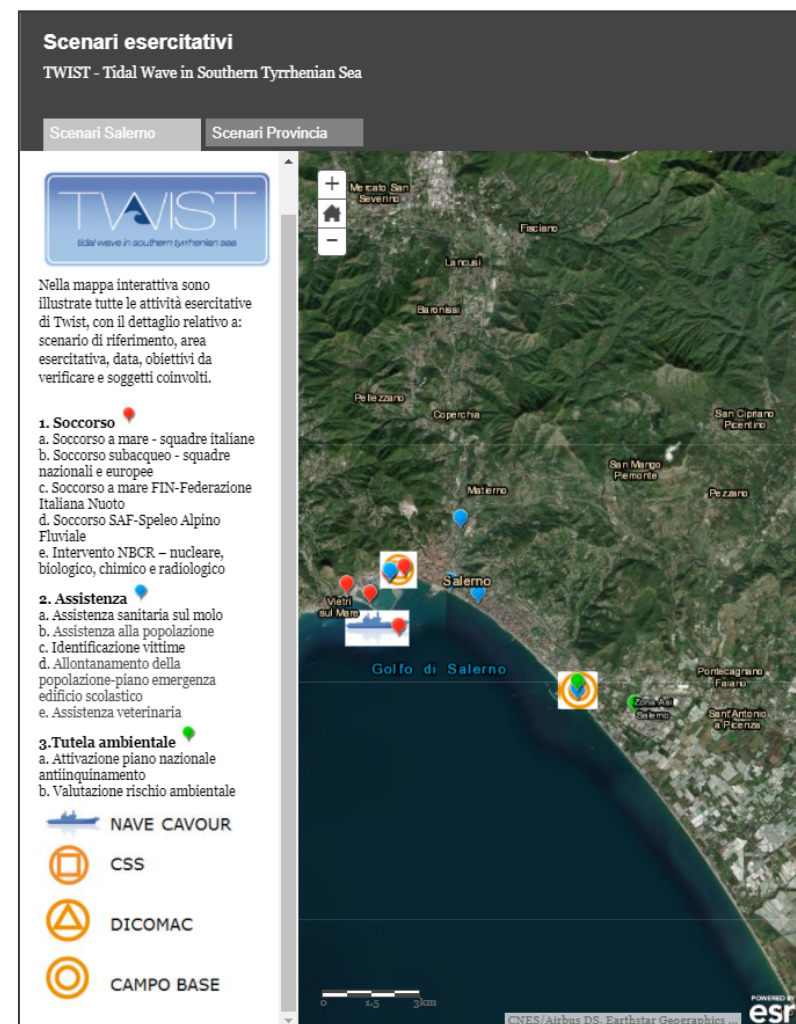 Scenari esercitativi
TWIST - Tidal Wave in Southern Tyrrhenian Sea
Scenari Salerno
Scenari Provincia
TWIST
tidal wave in southern tyrrhenian sea
Nella mappa interattiva sono
illustrate tutte le attività esercitative
di Twist, con il dettaglio relativo a:
scenario di riferimento, area
esercitativa, data, obiettivi da
verificare e soggetti coinvolti.
1. Soccorso
a. Soccorso a mare - squadre italiane
b. Soccorso subacqueo - squadre
nazionali e europee
c. Soccorso a mare FIN-Federazione
Italiana Nuoto
d. Soccorso SAF-Speleo Alpino
Fluviale
e. Intervento NBCR – nucleare,
biologico, chimico e radiologico
2. Assistenza
a. Assistenza sanitaria sul molo
b. Assistenza alla popolazione
c. Identificazione vittime
d. Allontanamento della
popolazione-piano emergenza
edificio scolastico
e. Assistenza veterinaria
3.Tutela ambientale
a. Attivazione piano nazionale
antiinquinamento
b. Valutazione rischio ambientale
NAVE CAVOUR
CSS
DICOMAC
CAMPO BASE
+
−
Mercato San
Severino
Fisciano
Lancusi
Baronissi
Pellezzano
Coperchia
San Cipriano
Picentino
San Mango
Piemonte
Matierno
Pezzano
Salerno
Vietri
sul Mare
Golfo di Salerno
Pontecagnano
Faiano
Zona Asi
Salerno
Sant'Antonio
a Picenza
0 1.5 3km
CNES/Airbus DS, Earthstar Geographics ...
POWERED BY
esr